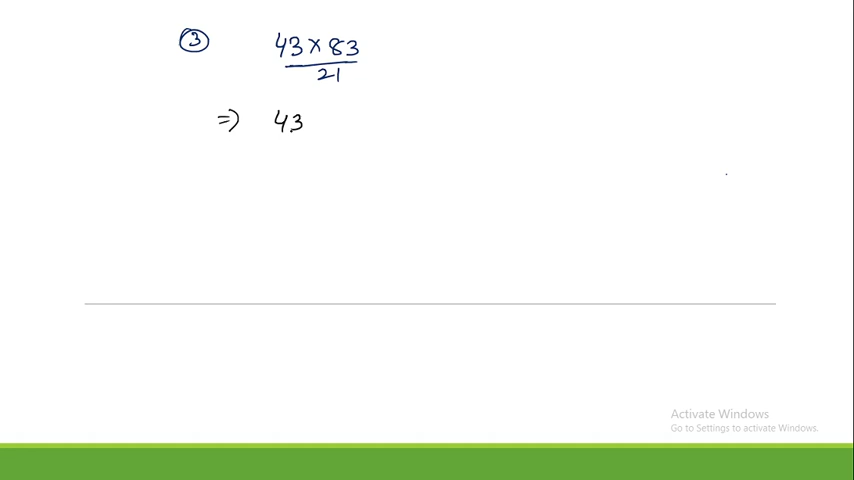 ③ 43 × 83
21
⇒ 43
Activate Windows
Go to Settings to activate Windows.